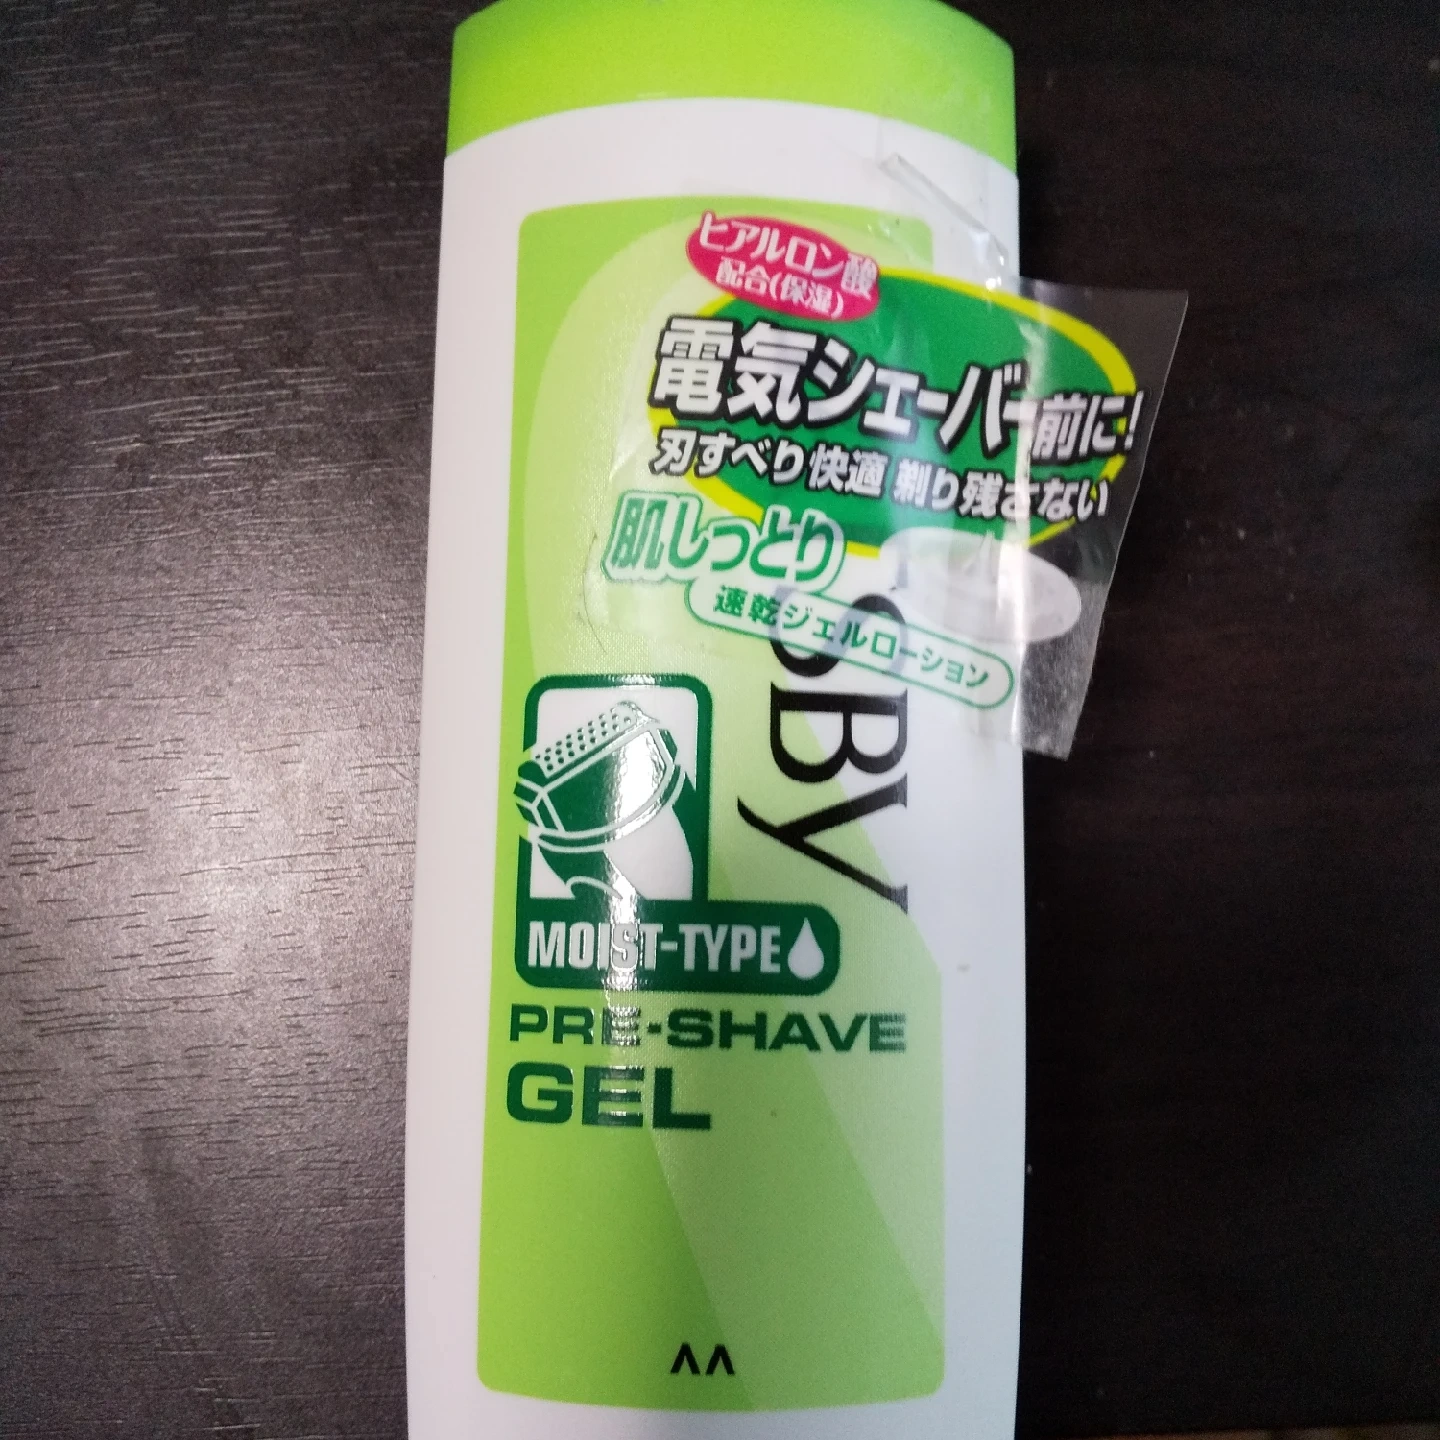 ヒアルロン酸
配合(保湿)
電気シェーバー前に!
刃すべり快適 剃り残さない
肌しっとり
速乾ジェルローション
MOIST-TYPE
PRE-SHAVE
GEL